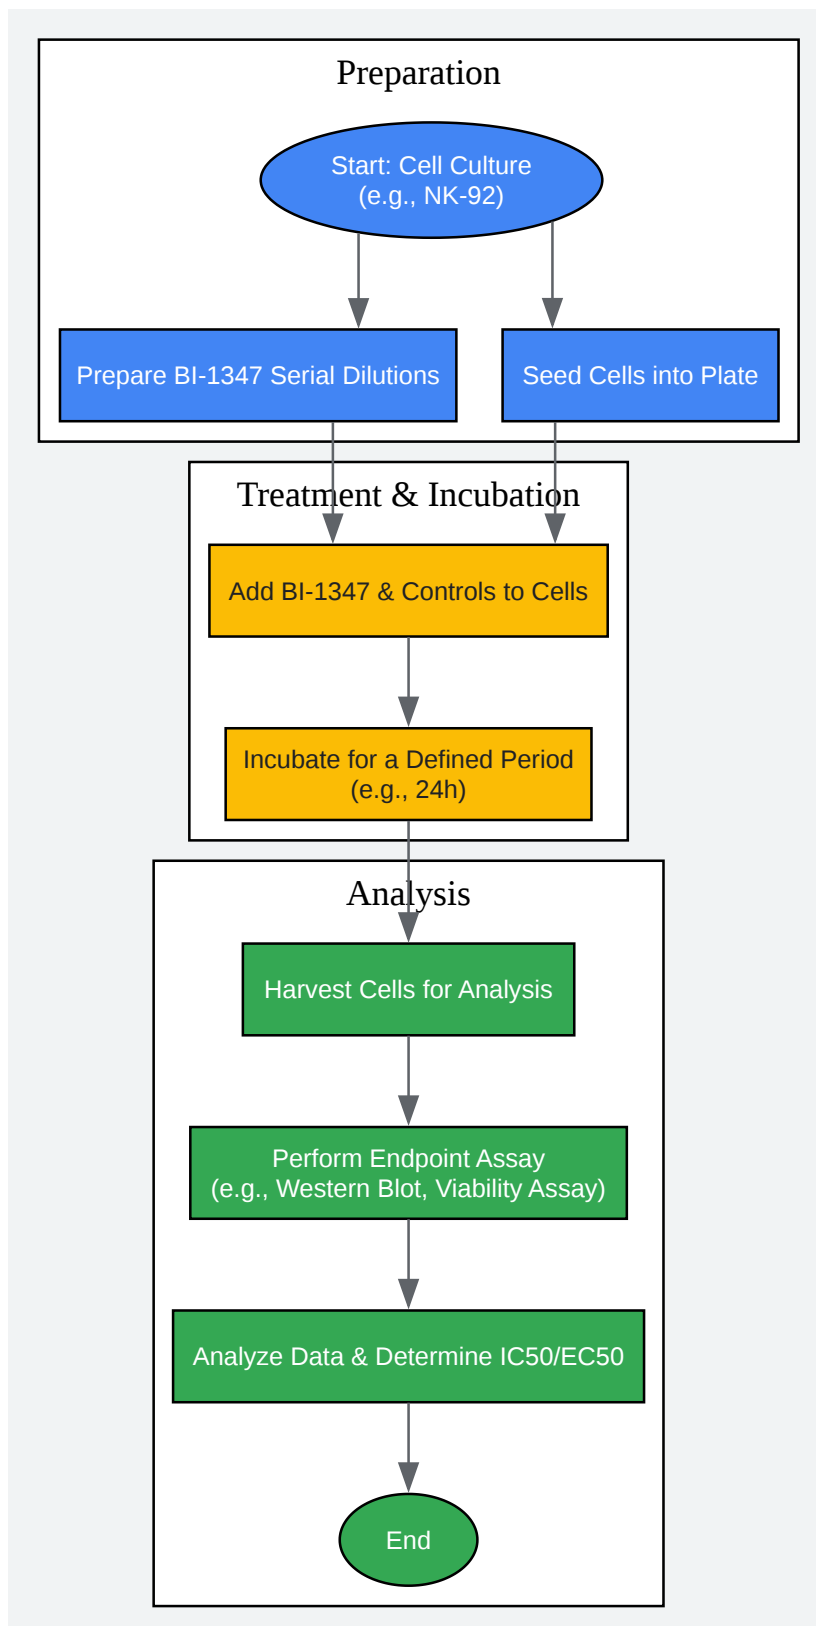 Preparation
Start: Cell Culture
(e.g., NK-92)
Prepare BI-1347 Serial Dilutions
Seed Cells into Plate
Treatment & Incubation
Add BI-1347 & Controls to Cells
Incubate for a Defined Period
(e.g., 24h)
Analysis
Harvest Cells for Analysis
Perform Endpoint Assay
(e.g., Western Blot, Viability Assay)
Analyze Data & Determine IC50/EC50
End